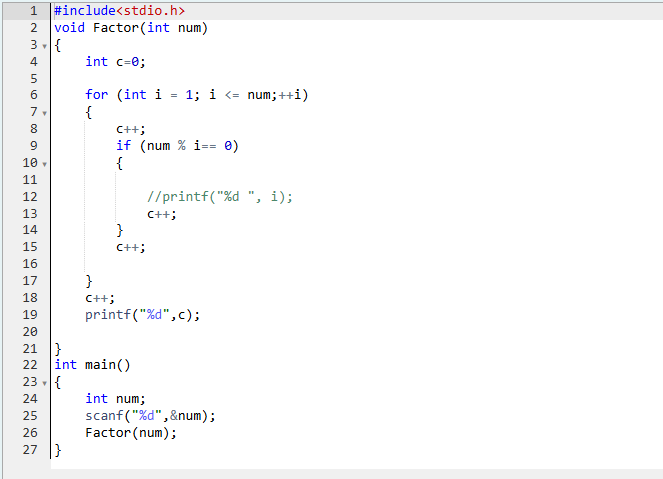 1 #include<stdio.h>
2 void Factor(int num)
3 {
4     int c=0;
5
6     for (int i = 1; i <= num;++i)
7     {
8         c++;
9         if (num % i== 0)
10         {
11
12             //printf("%d ", i);
13             c++;
14         }
15         c++;
16
17     }
18     c++;
19     printf("%d",c);
20
21 }
22 int main()
23 {
24     int num;
25     scanf("%d",&num);
26     Factor(num);
27 }